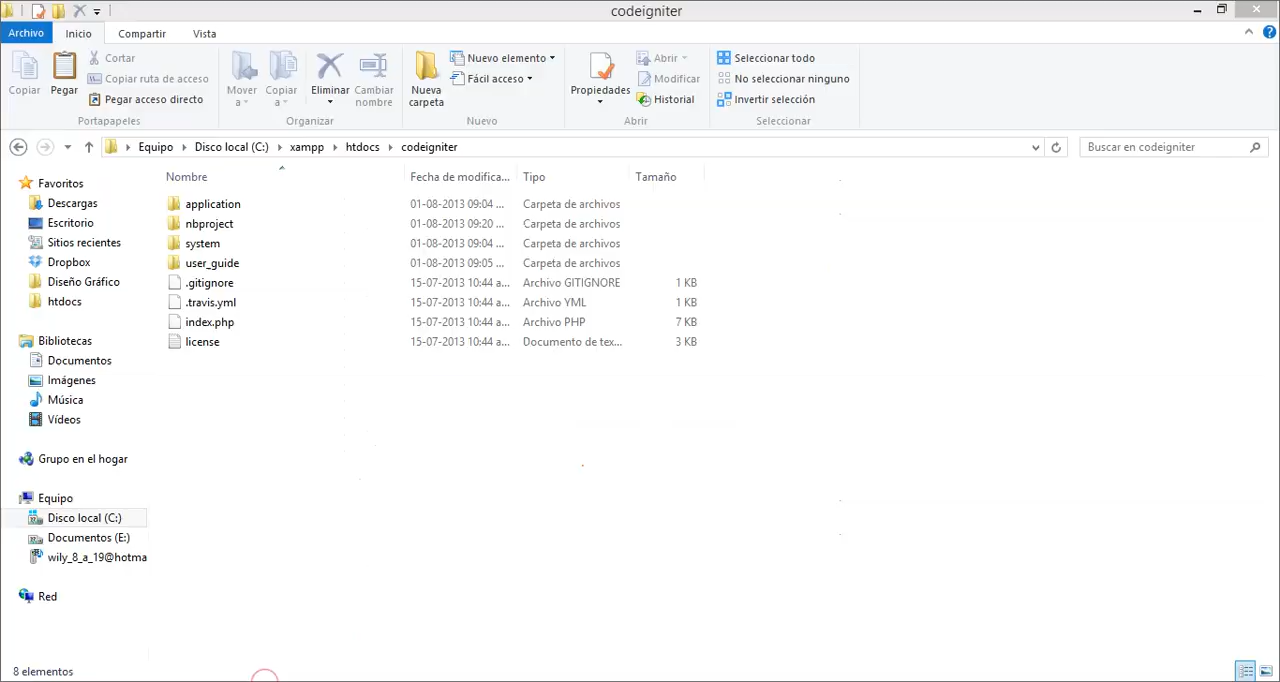 codeigniter
Archivo Inicio Compartir Vista
Copiar
Pegar
Cortar
Copiar ruta de acceso
Pegar acceso directo
Portapapeles
Mover a
Copiar a
Eliminar
Cambiar nombre
Organizar
Nueva carpeta
Nuevo elemento
Fácil acceso
Nuevo
Propiedades
Abrir
Modificar
Historial
Abrir
Seleccionar todo
No seleccionar ninguno
Invertir selección
Seleccionar
Equipo Disco local (C:) xampp htdocs codeigniter
Buscar en codeigniter
Favoritos
Descargas
Escritorio
Sitios recientes
Dropbox
Diseño Gráfico
htdocs
Bibliotecas
Documentos
Imágenes
Música
Vídeos
Grupo en el hogar
Equipo
Disco local (C:)
Documentos (E:)
wily_8_a_19@hotma
Red
Nombre Fecha de modifica... Tipo Tamaño
application 01-08-2013 09:04 ... Carpeta de archivos
nbproject 01-08-2013 09:20 ... Carpeta de archivos
system 01-08-2013 09:04 ... Carpeta de archivos
user_guide 01-08-2013 09:05 ... Carpeta de archivos
.gitignore 15-07-2013 10:44 a... Archivo GITIGNORE 1 KB
.travis.yml 15-07-2013 10:44 a... Archivo YML 1 KB
index.php 15-07-2013 10:44 a... Archivo PHP 7 KB
license 15-07-2013 10:44 a... Documento de tex... 3 KB
8 elementos